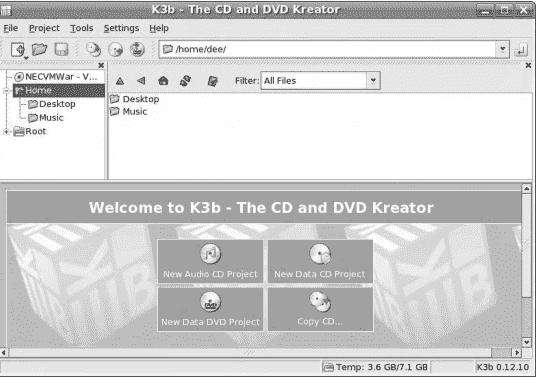 K3b - The CD and DVD Kreator
File Project Tools Settings Help
/home/dee/
NECVMWar - V...
Home
Desktop
Music
Root
Filter: All Files
Desktop
Music
Welcome to K3b - The CD and DVD Kreator
New Audio CD Project
New Data CD Project
New Data DVD Project
Copy CD...
Temp: 3.6 GB/7.1 GB
K3b 0.12.10